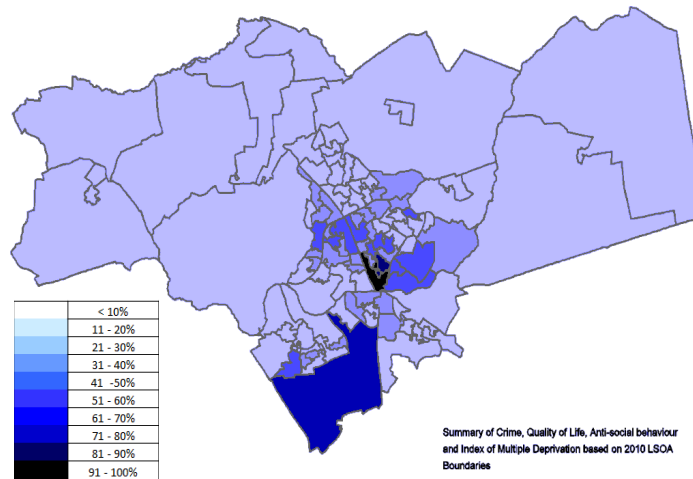 < 10%
11 - 20%
21 - 30%
31 - 40%
41 -50%
51 - 60%
61 - 70%
71 - 80%
81 - 90%
91 - 100%
Summary of Crime, Quality of Life, Anti-social behaviour
and Index of Multiple Deprivation based on 2010 LSOA
Boundaries